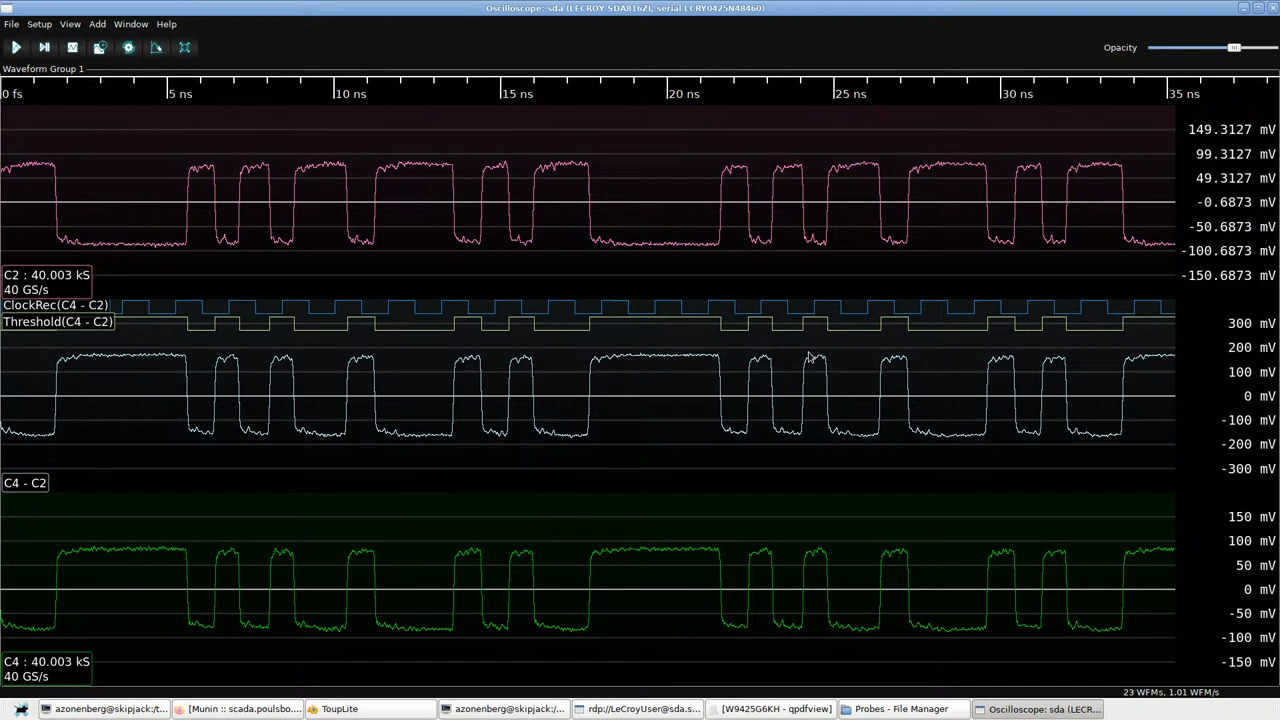 Oscilloscope: sda (LECROY SDA816ZI, serial LCRY0425N48460)
File Setup View Add Window Help
Opacity
Waveform Group 1
0 fs 5 ns 10 ns 15 ns 20 ns 25 ns 30 ns 35 ns
149.3127 mV
99.3127 mV
49.3127 mV
-0.6873 mV
-50.6873 mV
-100.6873 mV
-150.6873 mV
C2 : 40.003 kS
40 GS/s
ClockRec(C4 - C2)
Threshold(C4 - C2)
300 mV
200 mV
100 mV
0 mV
-100 mV
-200 mV
-300 mV
C4 - C2
150 mV
100 mV
50 mV
0 mV
-50 mV
-100 mV
-150 mV
C4 : 40.003 kS
40 GS/s
23 WFMs, 1.01 WFM/s
azonenberg@skipjack:/t... [Munin :: scada.poulsbo.... ToupLite azonenberg@skipjack:/... rdp://LeCroyUser@sda.s... [W9425G6KH - qpdfview] Probes - File Manager Oscilloscope: sda (LECR...